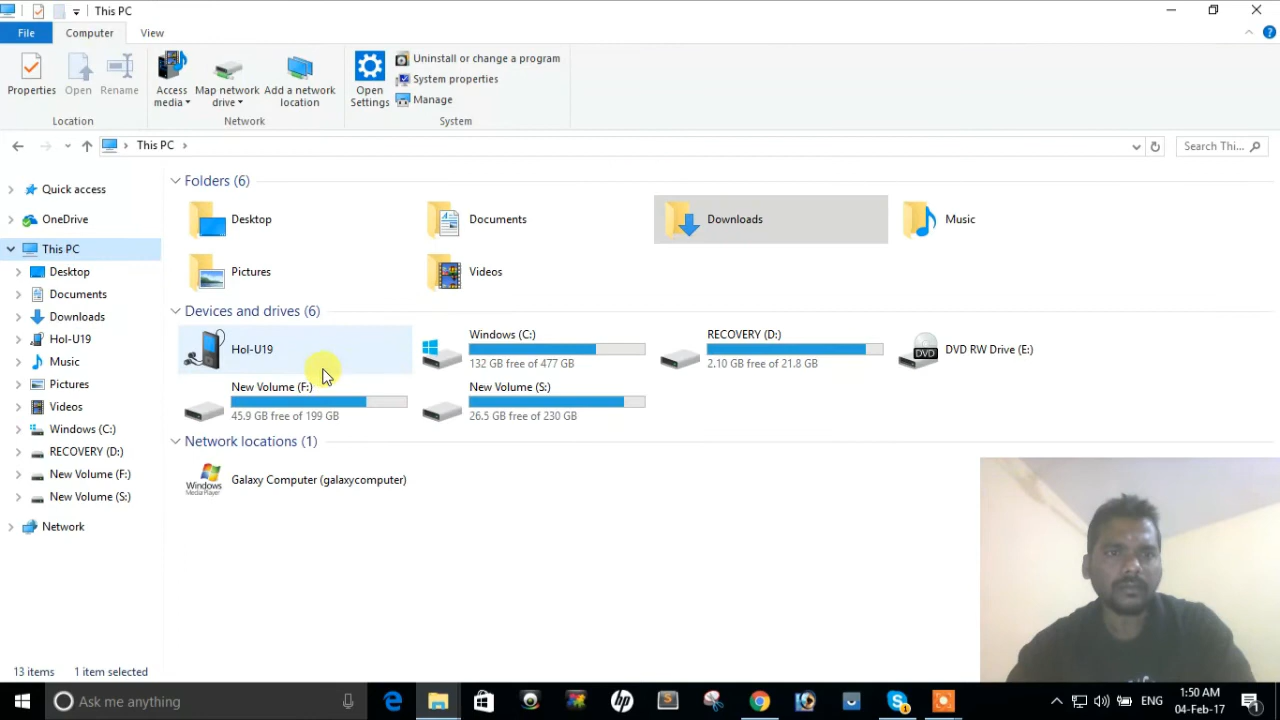 This PC
File
Computer
View
Properties
Open
Rename
Location
Access media
Map network drive
Add a network location
Network
Open Settings
Uninstall or change a program
System properties
Manage
System
This PC
Search Thi...
Quick access
OneDrive
This PC
Desktop
Documents
Downloads
Hol-U19
Music
Pictures
Videos
Windows (C:)
RECOVERY (D:)
New Volume (F:)
New Volume (S:)
Network
Folders (6)
Desktop
Documents
Downloads
Music
Pictures
Videos
Devices and drives (6)
Hol-U19
Windows (C:)
132 GB free of 477 GB
RECOVERY (D:)
2.10 GB free of 21.8 GB
DVD
DVD RW Drive (E:)
New Volume (F:)
45.9 GB free of 199 GB
New Volume (S:)
26.5 GB free of 230 GB
Network locations (1)
Windows
Media Player
Galaxy Computer (galaxycomputer)
13 items
1 item selected
Ask me anything
hp
S
1
ENG
1:50 AM
04-Feb-17
1